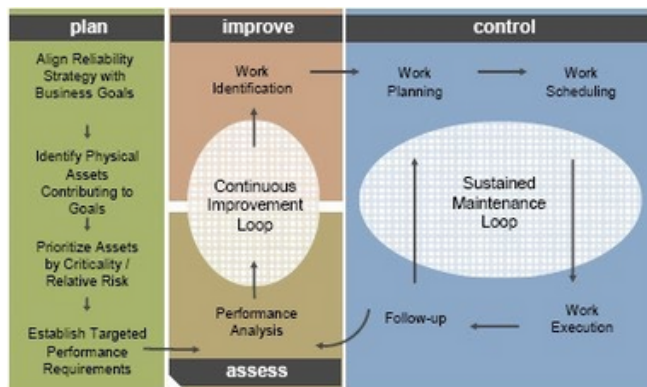 plan
Align Reliability
Strategy with
Business Goals
Identify Physical
Assets
Contributing to
Goals
Prioritize Assets
by Criticality /
Relative Risk
Establish Targeted
Performance
Requirements
improve
Work
Identification
Continuous
Improvement
Loop
Performance
Analysis
assess
control
Work
Planning
Work
Scheduling
Sustained
Maintenance
Loop
Follow-up
Work
Execution